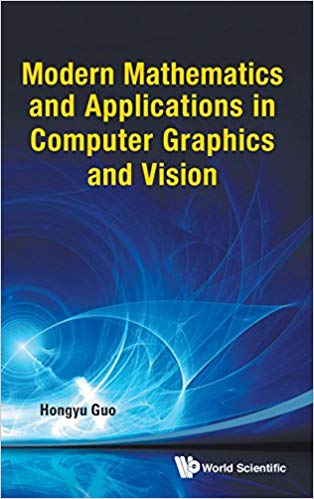 Modern Mathematics
and Applications in
Computer Graphics
and Vision
Hongyu Guo
World Scientific